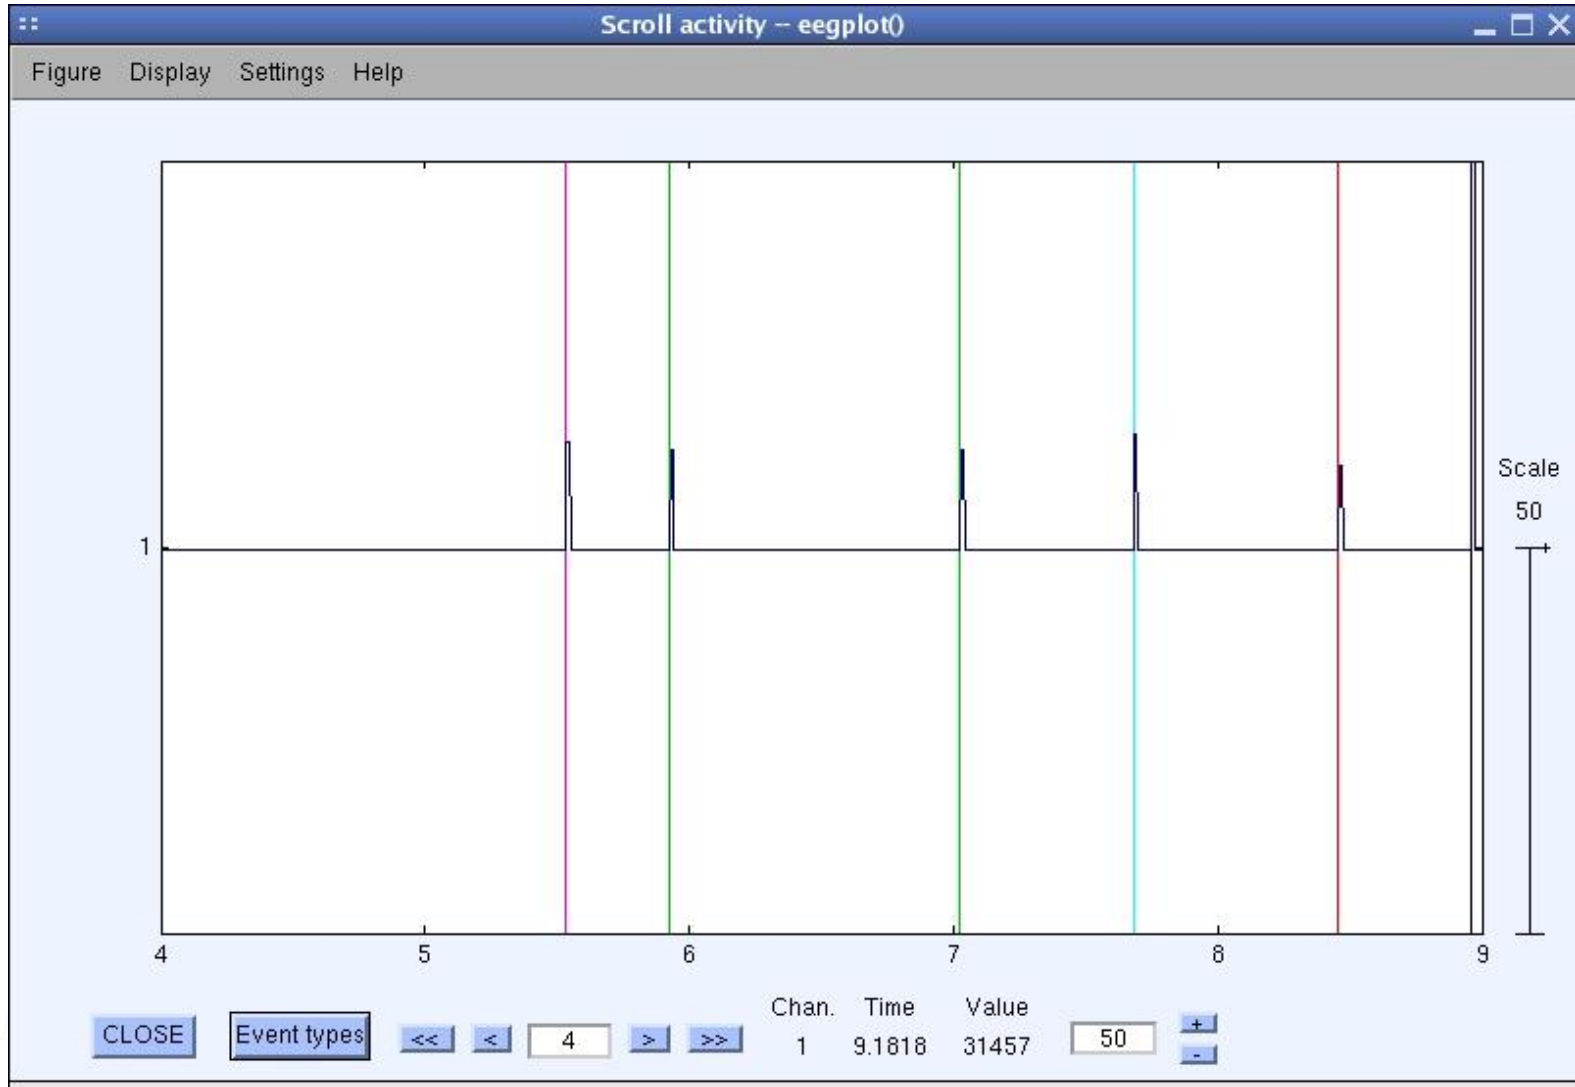 Scroll activity -- eegplot()
Figure Display Settings Help
Scale
50
1
4 5 6 7 8 9
Chan. Time Value
CLOSE Event types << < 4 > >> 1 9.1818 31457 50 + -